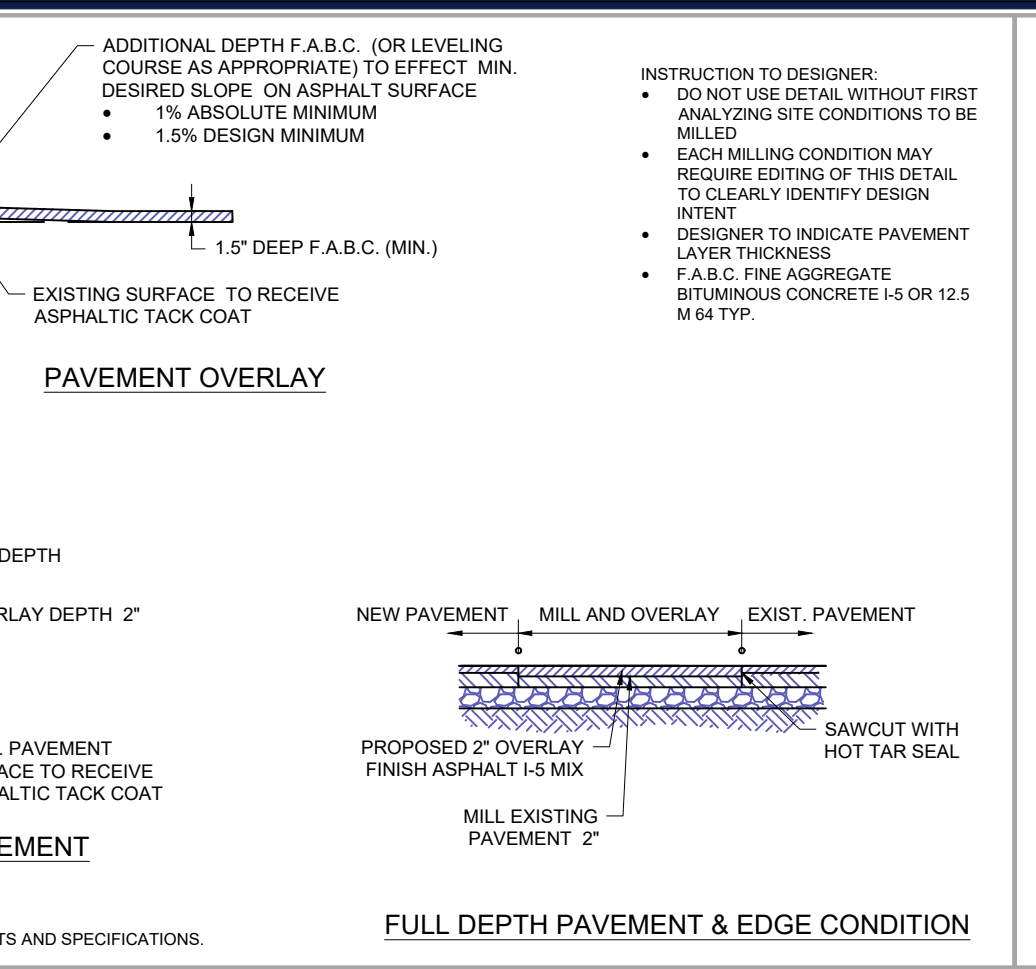 ADDITIONAL DEPTH F.A.B.C. (OR LEVELING
COURSE AS APPROPRIATE) TO EFFECT MIN.
DESIRED SLOPE ON ASPHALT SURFACE
• 1% ABSOLUTE MINIMUM
• 1.5% DESIGN MINIMUM
1.5" DEEP F.A.B.C. (MIN.)
EXISTING SURFACE TO RECEIVE
ASPHALTIC TACK COAT
PAVEMENT OVERLAY
INSTRUCTION TO DESIGNER:
• DO NOT USE DETAIL WITHOUT FIRST
ANALYZING SITE CONDITIONS TO BE
MILLED
• EACH MILLING CONDITION MAY
REQUIRE EDITING OF THIS DETAIL
TO CLEARLY IDENTIFY DESIGN
INTENT
• DESIGNER TO INDICATE PAVEMENT
LAYER THICKNESS
• F.A.B.C. FINE AGGREGATE
BITUMINOUS CONCRETE I-5 OR 12.5
M 64 TYP.
DEPTH
RLAY DEPTH 2"
PAVEMENT
ACE TO RECEIVE
ALTIC TACK COAT
EMENT
TS AND SPECIFICATIONS.
NEW PAVEMENT
MILL AND OVERLAY
EXIST. PAVEMENT
PROPOSED 2" OVERLAY
FINISH ASPHALT I-5 MIX
MILL EXISTING
PAVEMENT 2"
SAWCUT WITH
HOT TAR SEAL
FULL DEPTH PAVEMENT & EDGE CONDITION